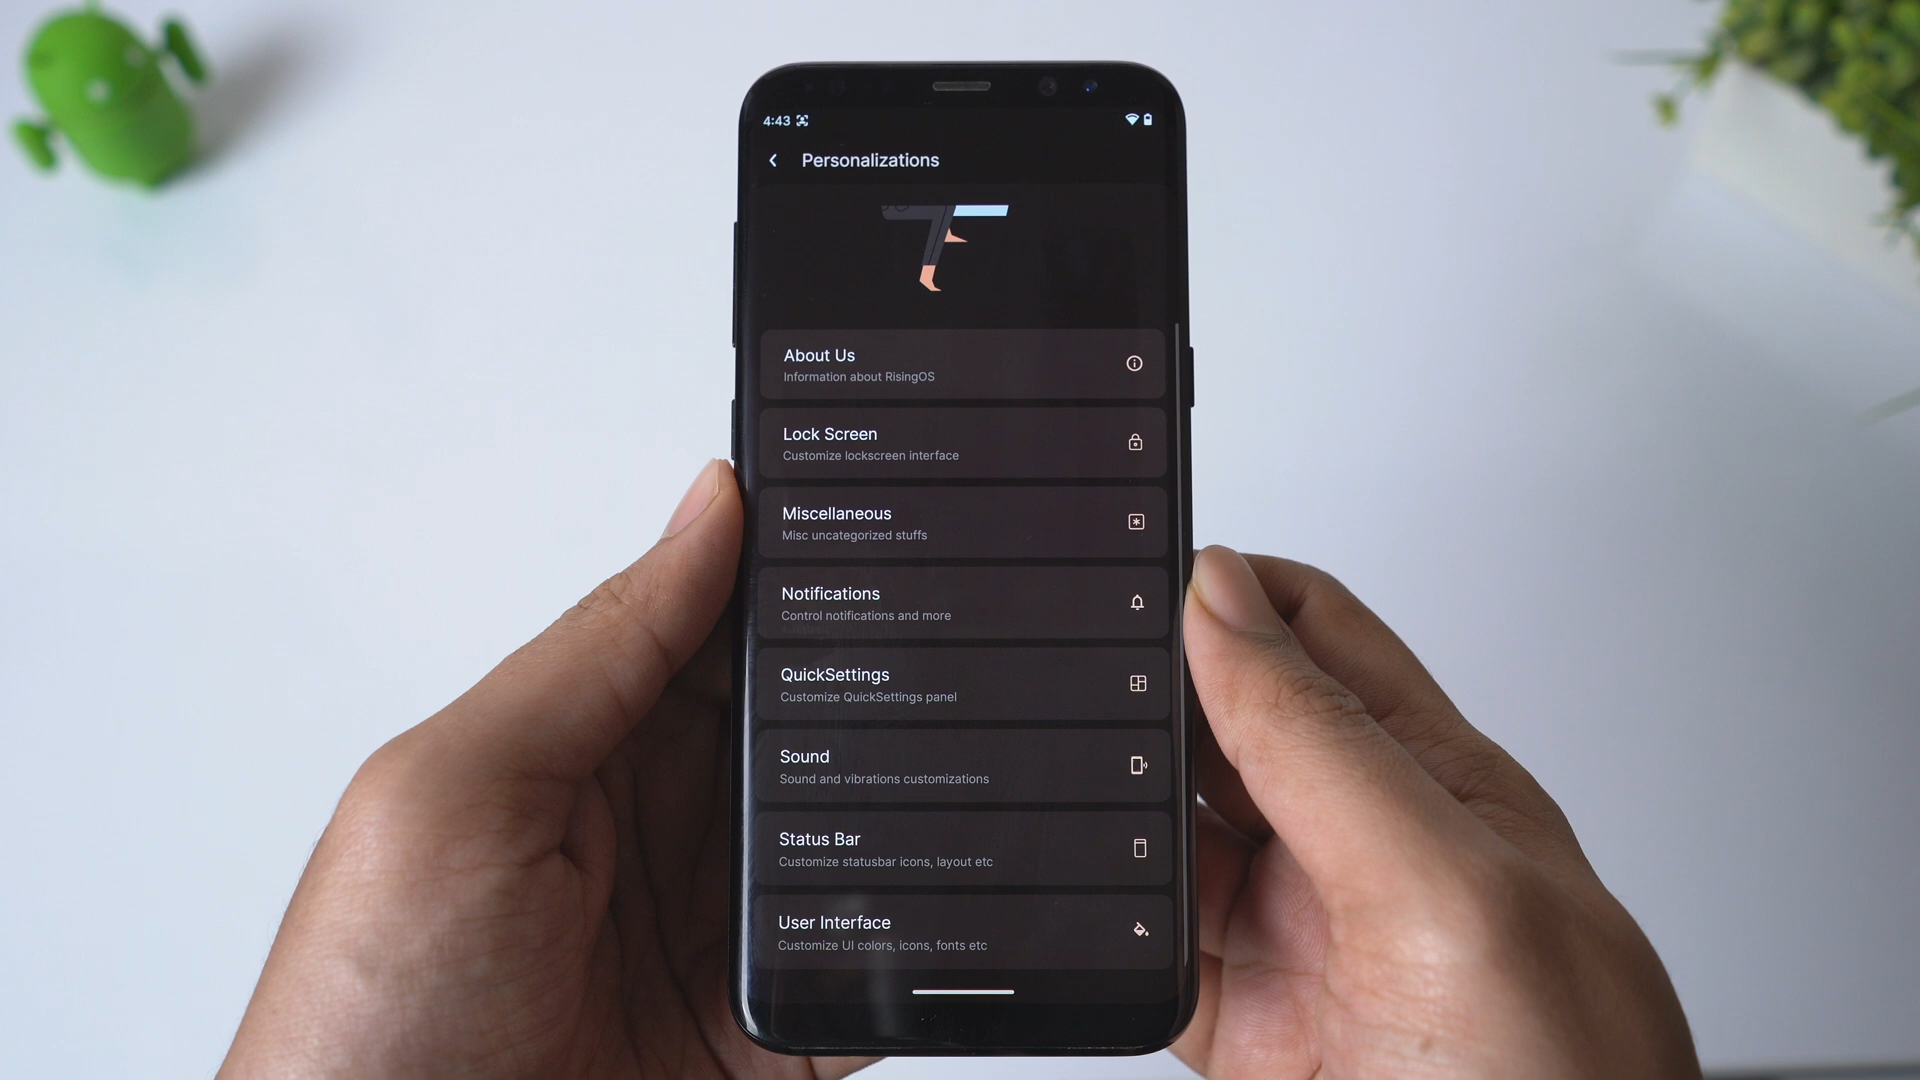 4:43
Personalizations
About Us
Information about RisingOS
Lock Screen
Customize lockscreen interface
Miscellaneous
Misc uncategorized stuffs
Notifications
Control notifications and more
QuickSettings
Customize QuickSettings panel
Sound
Sound and vibrations customizations
Status Bar
Customize statusbar icons, layout etc
User Interface
Customize UI colors, icons, fonts etc